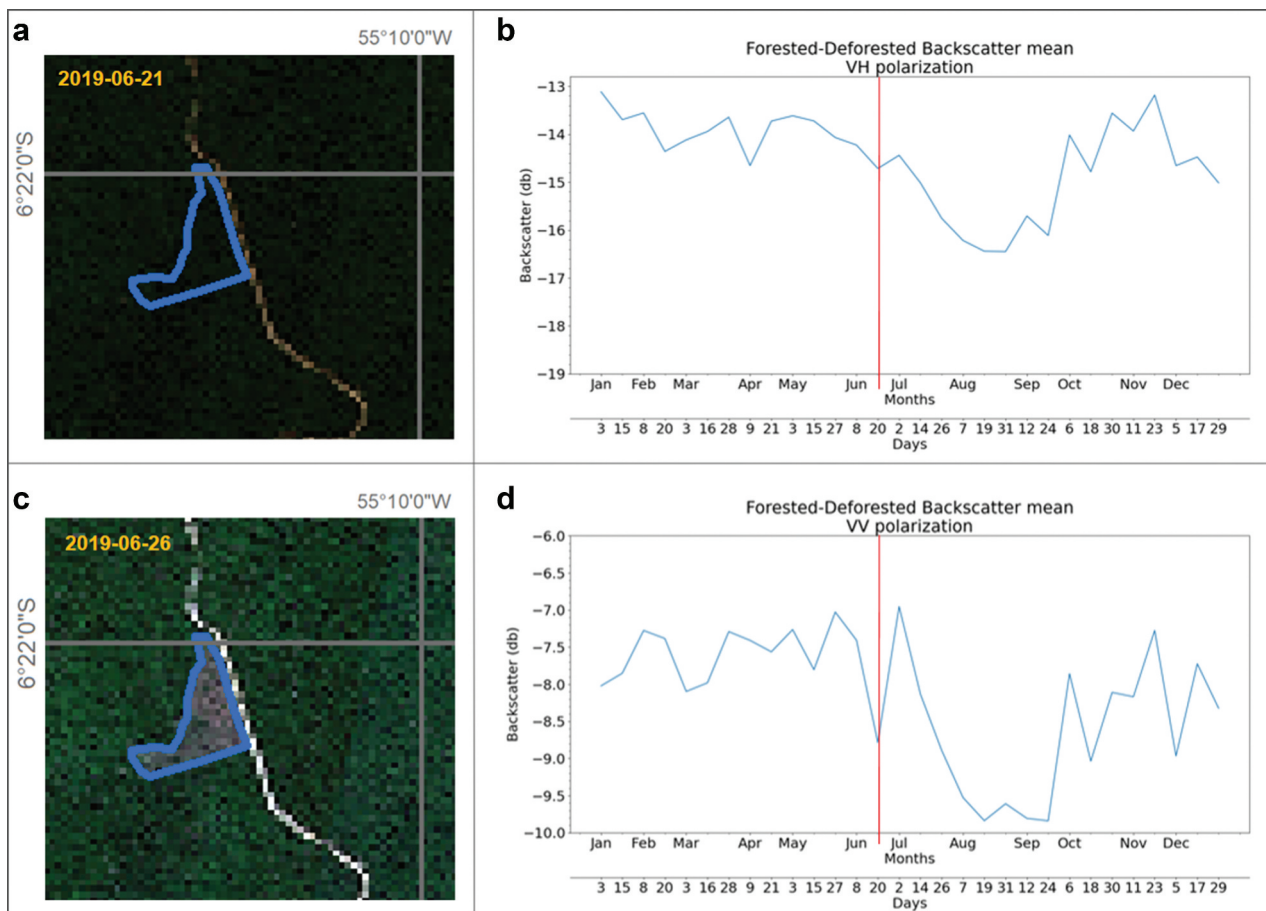 a
55°10'0"W
2019-06-21
6°22'0"S
b
Forested-Deforested Backscatter mean
VH polarization
Backscatter (db)
−13
−14
−15
−16
−17
−18
−19
Jan Feb Mar Apr May Jun Jul Aug Sep Oct Nov Dec
Months
3 15 8 20 3 16 28 9 21 3 15 27 8 20 2 14 26 7 19 31 12 24 6 18 30 11 23 5 17 29
Days
c
55°10'0"W
2019-06-26
6°22'0"S
d
Forested-Deforested Backscatter mean
VV polarization
Backscatter (db)
−6.0
−6.5
−7.0
−7.5
−8.0
−8.5
−9.0
−9.5
−10.0
Jan Feb Mar Apr May Jun Jul Aug Sep Oct Nov Dec
Months
3 15 8 20 3 16 28 9 21 3 15 27 8 20 2 14 26 7 19 31 12 24 6 18 30 11 23 5 17 29
Days